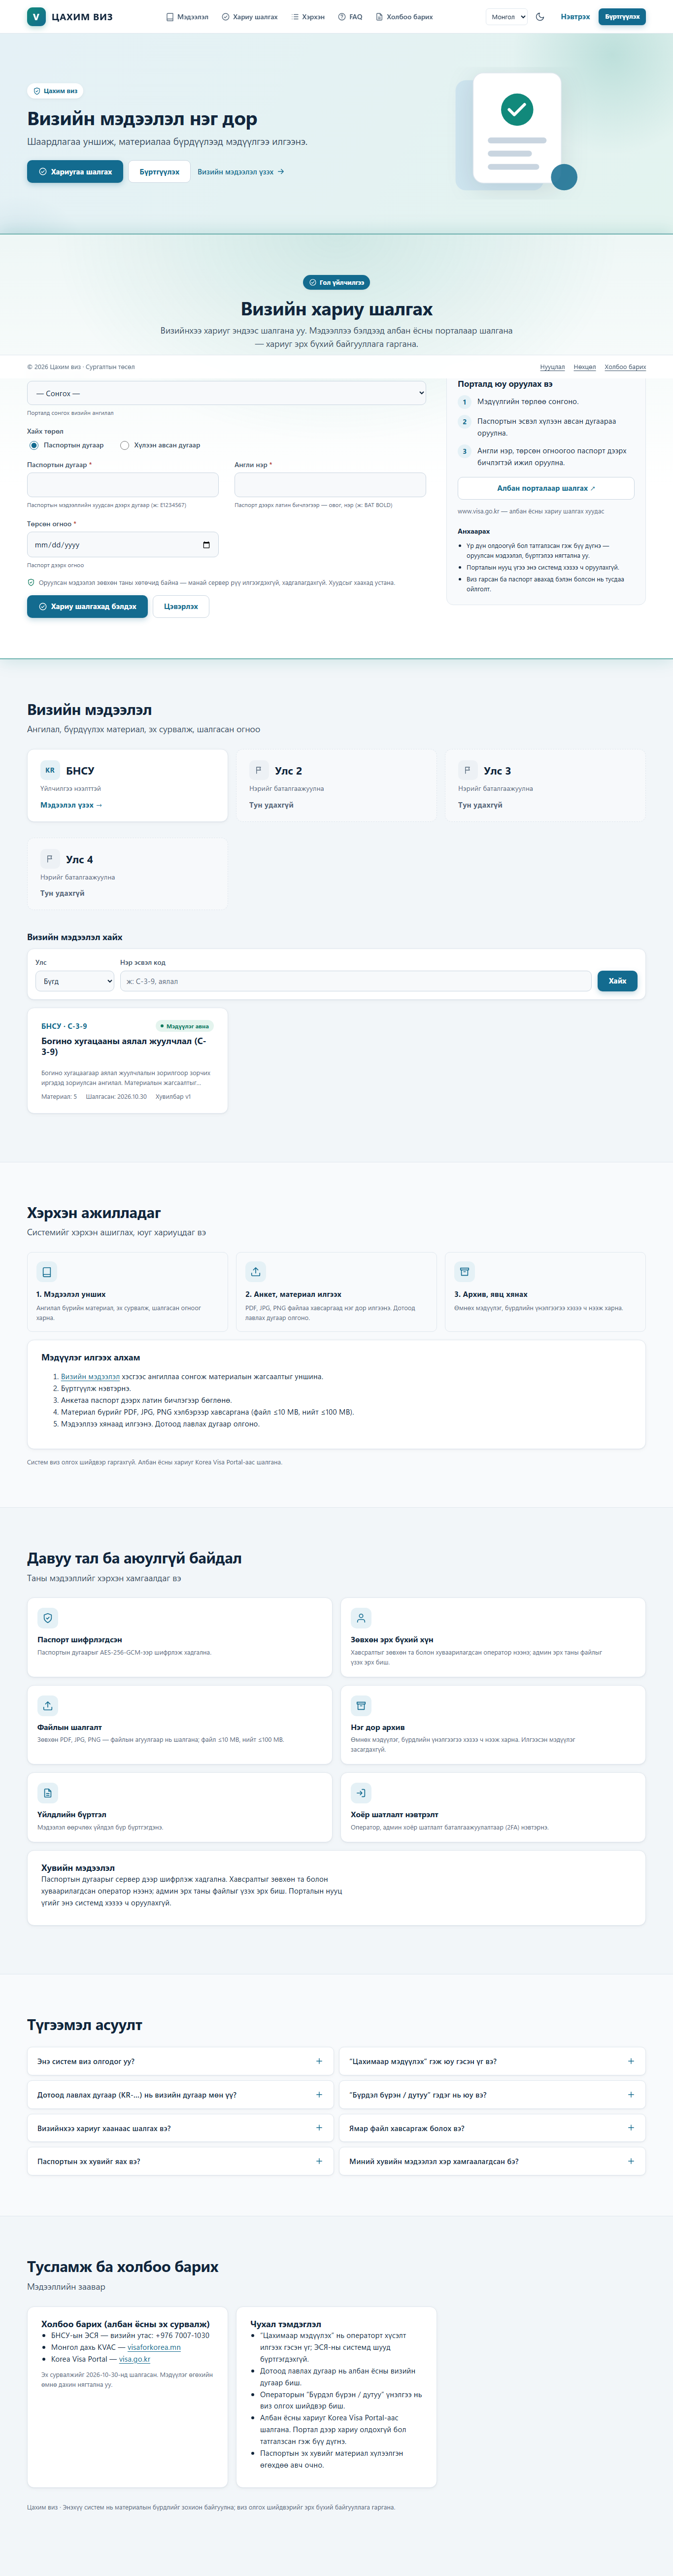 V ЦАХИМ ВИЗ
Мэдээлэл
Хариу шалгах
Хэрхэн
FAQ
Холбоо барих
Монгол
Нэвтрэх
Бүртгүүлэх
Цахим виз
Визийн мэдээлэл нэг дор
Шаардлагаа уншиж, материалаа бүрдүүлээд мэдүүлгээ илгээнэ.
Хариугаа шалгах
Бүртгүүлэх
Визийн мэдээлэл үзэх →
Гол үйлчилгээ
Визийн хариу шалгах
Визийнхээ хариуг эндээс шалгана уу. Мэдээллээ бэлдээд албан ёсны порталаар шалгана
— хариуг эрх бүхий байгууллага гаргана.
© 2026 Цахим виз · Сургалтын төсөл
Нууцлал
Нөхцөл
Холбоо барих
— Сонгох —
Порталд сонгох визийн ангилал
Хайх төрөл
Паспортын дугаар
Хүлээн авсан дугаар
Паспортын дугаар *
Англи нэр *
Паспортын мэдээллийн хуудсан дээрх дугаар (ж: E1234567)
Паспорт дээрх латин бичлэгээр — овог, нэр (ж: BAT BOLD)
Төрсөн огноо *
mm/dd/yyyy
Паспорт дээрх огноо
Оруулсан мэдээлэл зөвхөн таны хөтөчид байна — манай сервер рүү илгээгдэхгүй, хадгалагдахгүй. Хуудсыг хаахад устана.
Хариу шалгахад бэлдэх
Цэвэрлэх
Порталд юу оруулах вэ
1 Мэдүүлгийн төрлөө сонгоно.
2 Паспортын эсвэл хүлээн авсан дугаараа
оруулна.
3 Англи нэр, төрсөн огноогоо паспорт дээрх
бичлэгтэй ижил оруулна.
Албан порталаар шалгах ↗
www.visa.go.kr — албан ёсны хариу шалгах хуудас
Анхаарах
Үр дүн олдоогүй бол татгалзсан гэж бүү дүгнэ —
оруулсан мэдээлэл, бүртгэлээ нягтална уу.
Порталын нууц үгээ энэ системд хэзээ ч оруулахгүй.
Виз гарсан ба паспорт авахад бэлэн болсон нь тусдаа
ойлголт.
Визийн мэдээлэл
Ангилал, бүрдүүлэх материал, эх сурвалж, шалгасан огноо
KR БНСУ
Үйлчилгээ нээлттэй
Мэдээлэл үзэх →
Улс 2
Нэрийг баталгаажуулна
Тун удахгүй
Улс 3
Нэрийг баталгаажуулна
Тун удахгүй
Улс 4
Нэрийг баталгаажуулна
Тун удахгүй
Визийн мэдээлэл хайх
Улс
Нэр эсвэл код
Бүгд
ж: C-3-9, аялал
Хайх
БНСУ · C-3-9
Мэдүүлэг авна
Богино хугацааны аялал жуулчлал (C-
3-9)
Богино хугацаагаар аялал жуулчлалын зорилгоор зорчих
иргэдэд зориулсан ангилал. Материалын жагсаалтыг…
Материал: 5 Шалгасан: 2026.10.30 Хувилбар v1
Хэрхэн ажилладаг
Системийг хэрхэн ашиглах, юуг хариуцдаг вэ
1. Мэдээлэл унших
Ангилал бүрийн материал, эх сурвалж, шалгасан огноог
харна.
2. Анкет, материал илгээх
PDF, JPG, PNG файлаа хавсаргаад нэг дор илгээнэ. Дотоод
лавлах дугаар олгоно.
3. Архив, явц хянах
Өмнөх мэдүүлэг, бүрдлийн үнэлгээгээ хэзээ ч нээж харна.
Мэдүүлэг илгээх алхам
1. Визийн мэдээлэл хэсгээс ангиллаа сонгож материалын жагсаалтыг уншина.
2. Бүртгүүлж нэвтэрнэ.
3. Анкетаа паспорт дээрх латин бичлэгээр бөглөнө.
4. Материал бүрийг PDF, JPG, PNG хэлбэрээр хавсаргана (файл ≤10 MB, нийт ≤100 MB).
5. Мэдээллээ хянаад илгээнэ. Дотоод лавлах дугаар олгоно.
Систем виз олгох шийдвэр гаргахгүй. Албан ёсны хариуг Korea Visa Portal-аас шалгана.
Давуу тал ба аюулгүй байдал
Таны мэдээллийг хэрхэн хамгаалдаг вэ
Паспорт шифрлэгдсэн
Паспортын дугаарыг AES-256-GCM-ээр шифрлэж хадгална.
Зөвхөн эрх бүхий хүн
Хавсралтыг зөвхөн та болон хуваарилагдсан оператор нээнэ; админ эрх таны файлыг
үзэх эрх биш.
Файлын шалгалт
Зөвхөн PDF, JPG, PNG — файлын агуулгаар нь шалгана; файл ≤10 MB, нийт ≤100 MB.
Нэг дор архив
Өмнөх мэдүүлэг, бүрдлийн үнэлгээгээ хэзээ ч нээж харна. Илгээсэн мэдүүлэг
засагдахгүй.
Үйлдлийн бүртгэл
Мэдээлэл өөрчлөх үйлдэл бүр бүртгэгдэнэ.
Хоёр шатлалт нэвтрэлт
Оператор, админ хоёр шатлалт баталгаажуулалтаар (2FA) нэвтэрнэ.
Хувийн мэдээлэл
Паспортын дугаарыг сервер дээр шифрлэж хадгална. Хавсралтыг зөвхөн та болон
хуваарилагдсан оператор нээнэ; админ эрх таны файлыг үзэх эрх биш. Порталын нууц
үгийг энэ системд хэзээ ч оруулахгүй.
Түгээмэл асуулт
Энэ систем виз олгодог уу?
"Цахимаар мэдүүлэх" гэж юу гэсэн үг вэ?
Дотоод лавлах дугаар (KR-...) нь визийн дугаар мөн үү?
"Бүрдэл бүрэн / дутуу" гэдэг нь юу вэ?
Визийнхээ хариуг хаанаас шалгах вэ?
Ямар файл хавсаргаж болох вэ?
Паспортын эх хувийг яах вэ?
Миний хувийн мэдээлэл хэр хамгаалагдсан бэ?
Тусламж ба холбоо барих
Мэдээллийн заавар
Холбоо барих (албан ёсны эх сурвалж)
БНСУ-ын ЭСЯ — визийн утас: +976 7007-1030
Монгол дахь KVAC — visaforkorea.mn
Korea Visa Portal — visa.go.kr
Эх сурвалжийг 2026-10-30-нд шалгасан. Мэдүүлэг өгөхийн
өмнө дахин нягтална уу.
Чухал тэмдэглэл
"Цахимаар мэдүүлэх" нь операторт хүсэлт
илгээх гэсэн үг; ЭСЯ-ны системд шууд
бүртгэгдэхгүй.
Дотоод лавлах дугаар нь албан ёсны визийн
дугаар биш.
Операторын "Бүрдэл бүрэн / дутуу" үнэлгээ нь
виз олгох шийдвэр биш.
Албан ёсны хариуг Korea Visa Portal-аас
шалгана. Портал дээр хариу олдохгүй бол
татгалзсан гэж бүү дүгнэ.
Паспортын эх хувийг материал хүлээлгэн
өгөхдөө авч очно.
Цахим виз · Энэхүү систем нь материалын бүрдлийг зохион байгуулна; виз олгох шийдвэрийг эрх бүхий байгууллага гаргана.